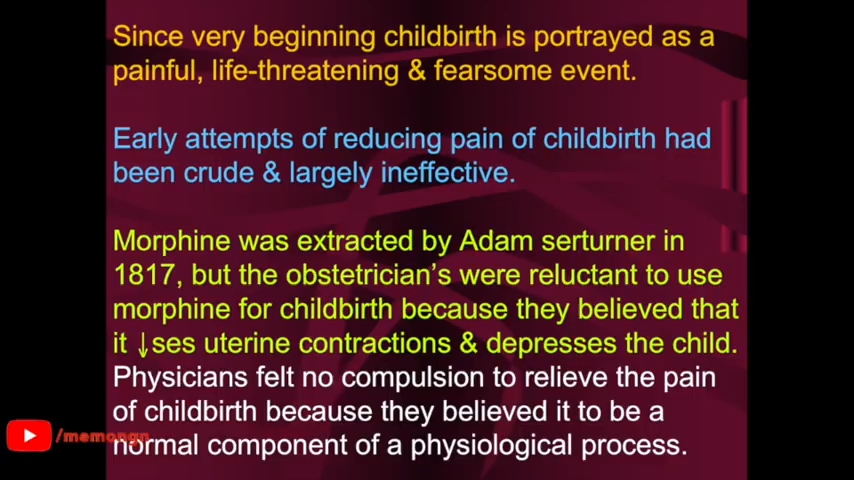 Since very beginning childbirth is portrayed as a
painful, life-threatening & fearsome event.
Early attempts of reducing pain of childbirth had
been crude & largely ineffective.
Morphine was extracted by Adam serturner in
1817, but the obstetrician's were reluctant to use
morphine for childbirth because they believed that
it ↓ses uterine contractions & depresses the child.
Physicians felt no compulsion to relieve the pain
of childbirth because they believed it to be a
/memongn
normal component of a physiological process.